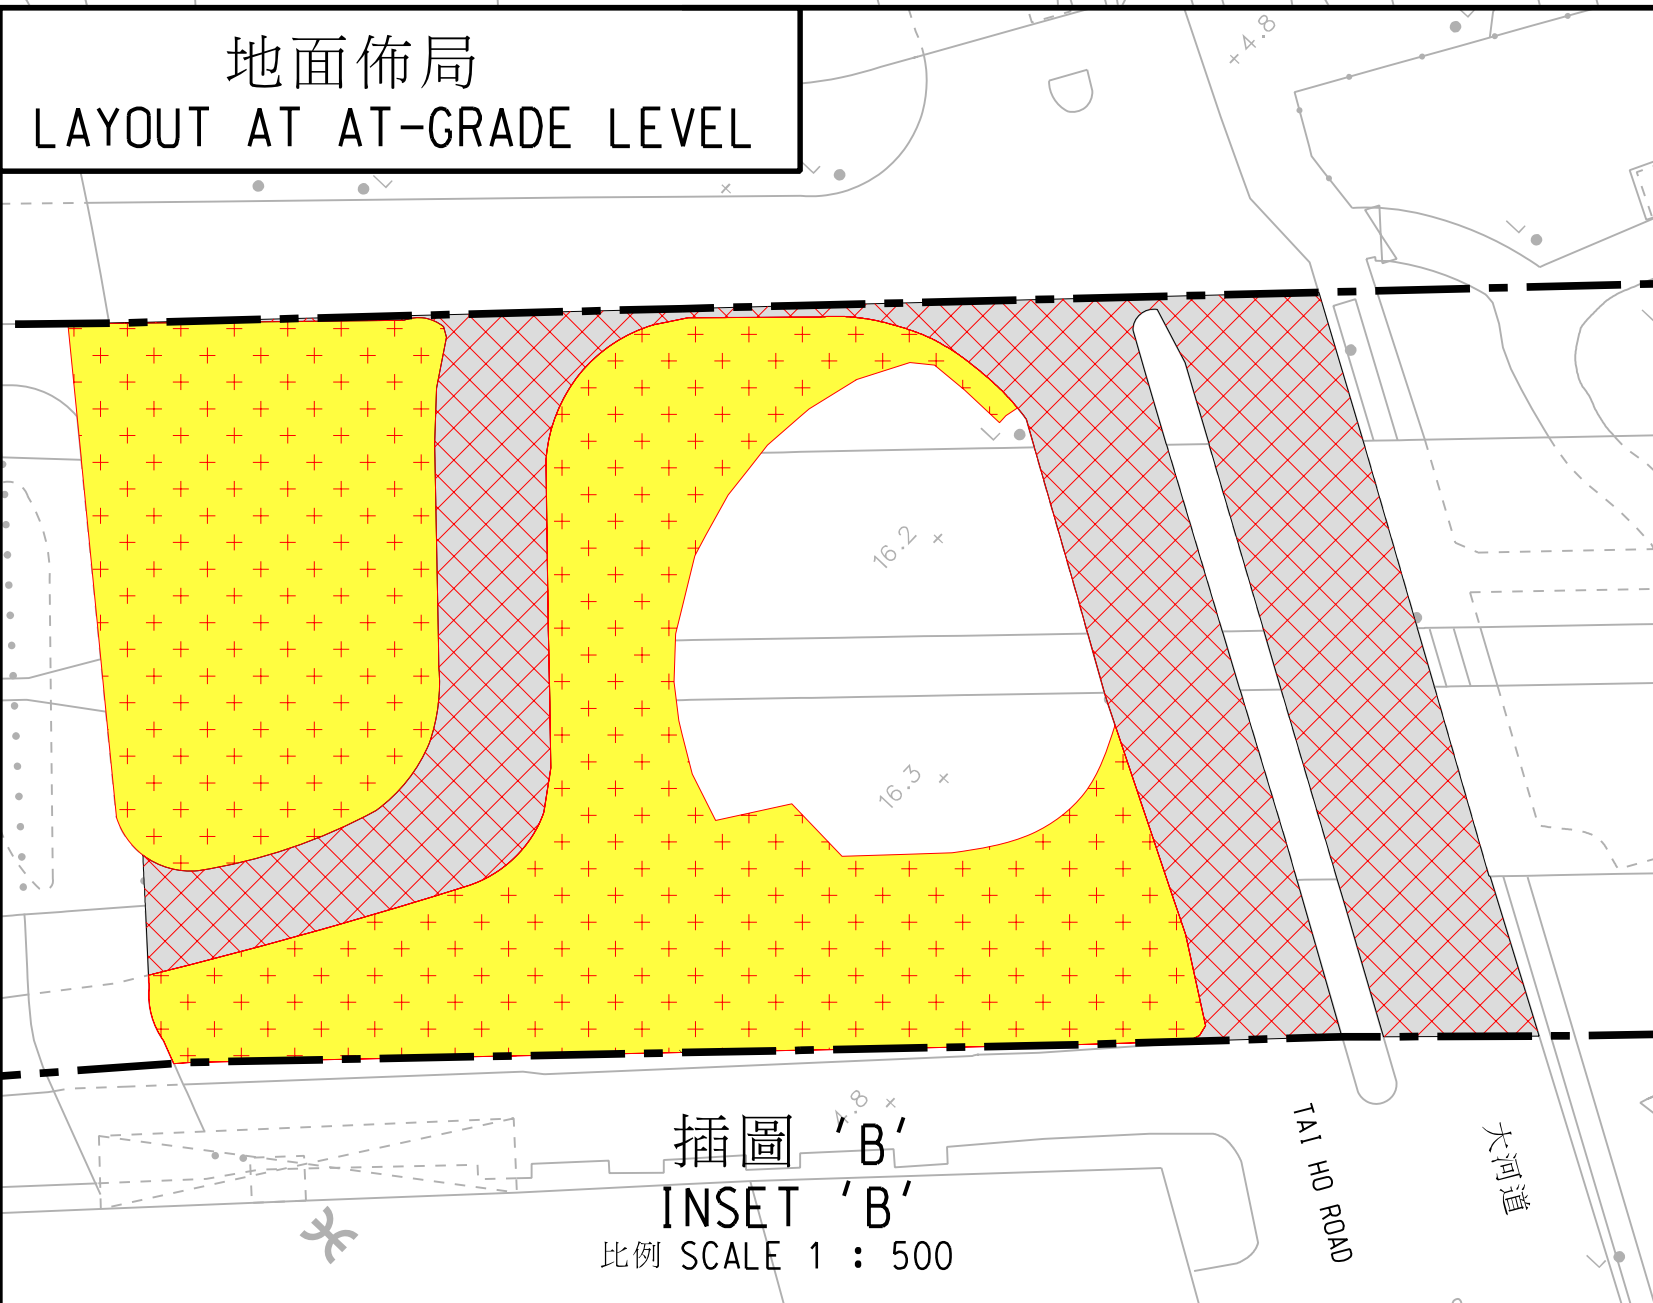 地面佈局
LAYOUT AT AT-GRADE LEVEL
4.8
16.2
16.3
4.8
插圖 'B'
INSET 'B'
比例 SCALE 1 : 500
TAI HO ROAD
大河道